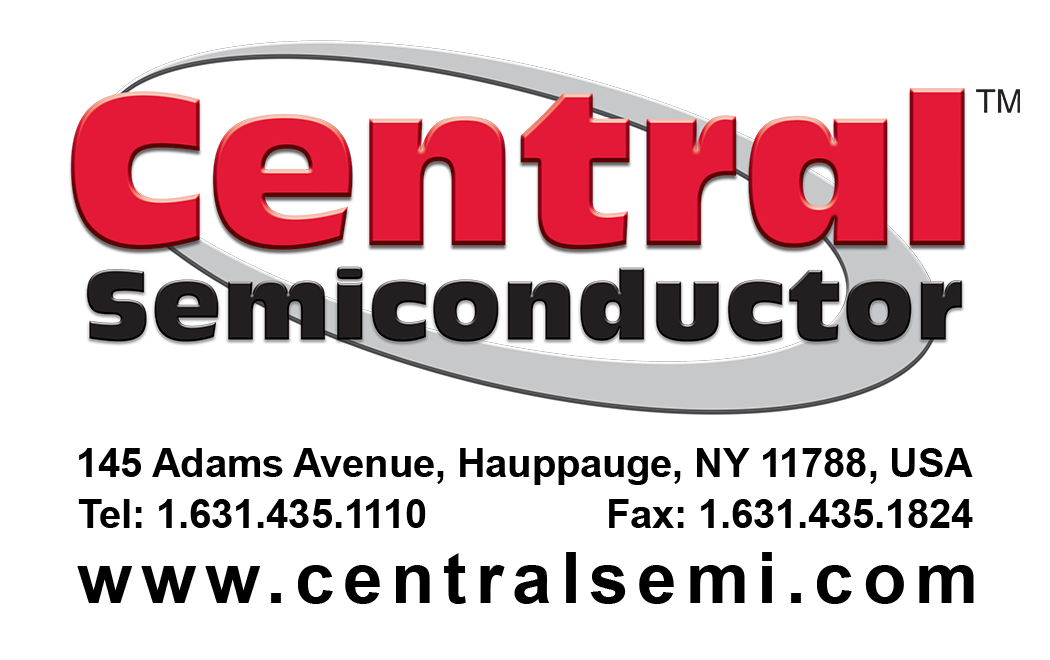 Central™
Semiconductor
145 Adams Avenue, Hauppauge, NY 11788, USA
Tel: 1.631.435.1110 Fax: 1.631.435.1824
www.centralsemi.com